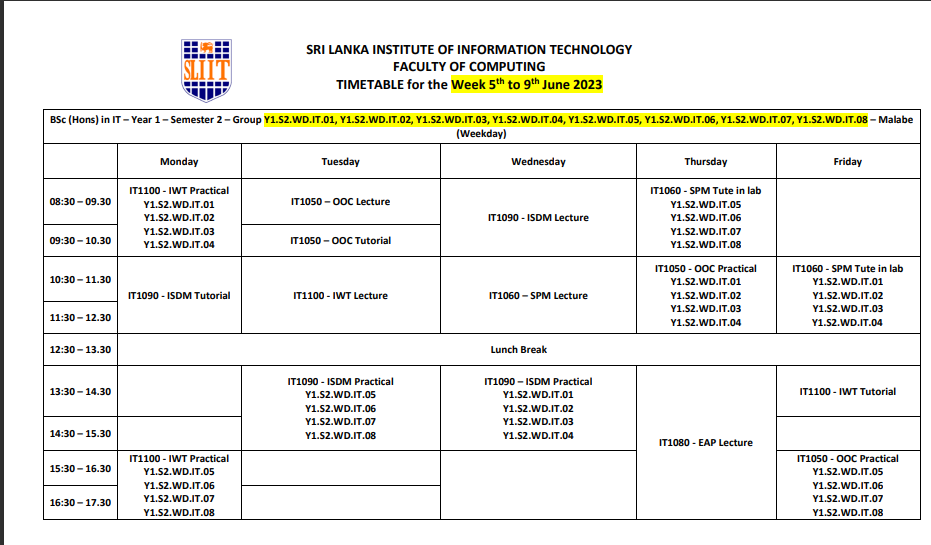 SLIIT
SRI LANKA INSTITUTE OF INFORMATION TECHNOLOGY
FACULTY OF COMPUTING
TIMETABLE for the Week 5th to 9th June 2023
BSc (Hons) in IT – Year 1 – Semester 2 – Group Y1.S2.WD.IT.01, Y1.S2.WD.IT.02, Y1.S2.WD.IT.03, Y1.S2.WD.IT.04, Y1.S2.WD.IT.05, Y1.S2.WD.IT.06, Y1.S2.WD.IT.07, Y1.S2.WD.IT.08 – Malabe
(Weekday)
Monday
Tuesday
Wednesday
Thursday
Friday
08:30 – 09.30
09:30 – 10.30
IT1100 - IWT Practical
Y1.S2.WD.IT.01
Y1.S2.WD.IT.02
Y1.S2.WD.IT.03
Y1.S2.WD.IT.04
IT1050 – OOC Lecture
IT1050 – OOC Tutorial
IT1090 - ISDM Lecture
IT1060 - SPM Tute in lab
Y1.S2.WD.IT.05
Y1.S2.WD.IT.06
Y1.S2.WD.IT.07
Y1.S2.WD.IT.08
10:30 – 11.30
11:30 – 12.30
IT1090 - ISDM Tutorial
IT1100 - IWT Lecture
IT1060 – SPM Lecture
IT1050 - OOC Practical
Y1.S2.WD.IT.01
Y1.S2.WD.IT.02
Y1.S2.WD.IT.03
Y1.S2.WD.IT.04
IT1060 - SPM Tute in lab
Y1.S2.WD.IT.01
Y1.S2.WD.IT.02
Y1.S2.WD.IT.03
Y1.S2.WD.IT.04
12:30 – 13.30
Lunch Break
13:30 – 14.30
14:30 – 15.30
IT1090 - ISDM Practical
Y1.S2.WD.IT.05
Y1.S2.WD.IT.06
Y1.S2.WD.IT.07
Y1.S2.WD.IT.08
IT1090 – ISDM Practical
Y1.S2.WD.IT.01
Y1.S2.WD.IT.02
Y1.S2.WD.IT.03
Y1.S2.WD.IT.04
IT1080 - EAP Lecture
IT1100 - IWT Tutorial
15:30 – 16.30
16:30 – 17.30
IT1100 - IWT Practical
Y1.S2.WD.IT.05
Y1.S2.WD.IT.06
Y1.S2.WD.IT.07
Y1.S2.WD.IT.08
IT1050 - OOC Practical
Y1.S2.WD.IT.05
Y1.S2.WD.IT.06
Y1.S2.WD.IT.07
Y1.S2.WD.IT.08